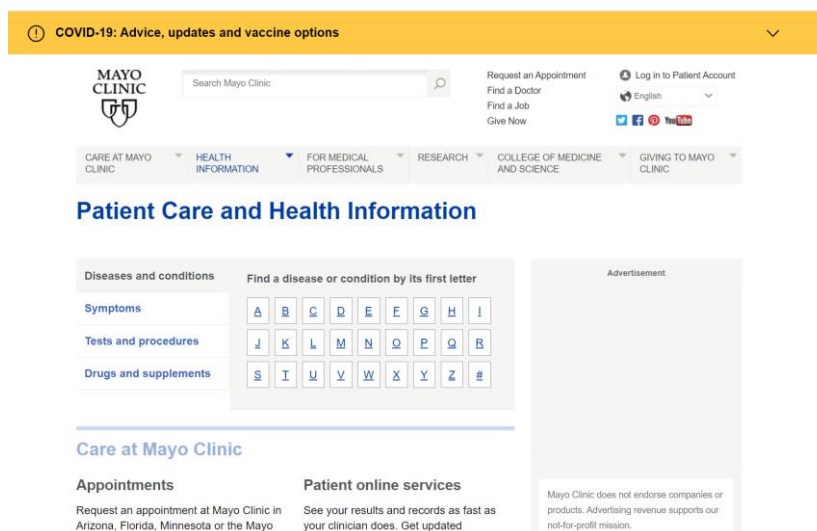 COVID-19: Advice, updates and vaccine options
MAYO
CLINIC
Search Mayo Clinic
Request an Appointment
Find a Doctor
Find a Job
Give Now
Log in to Patient Account
English
YouTube
CARE AT MAYO
CLINIC
HEALTH
INFORMATION
FOR MEDICAL
PROFESSIONALS
RESEARCH
COLLEGE OF MEDICINE
AND SCIENCE
GIVING TO MAYO
CLINIC
Patient Care and Health Information
Diseases and conditions
Symptoms
Tests and procedures
Drugs and supplements
Find a disease or condition by its first letter
A B C D E F G H I
J K L M N O P Q R
S T U V W X Y Z #
Advertisement
Care at Mayo Clinic
Appointments
Request an appointment at Mayo Clinic in
Arizona, Florida, Minnesota or the Mayo
Patient online services
See your results and records as fast as
your clinician does. Get updated
Mayo Clinic does not endorse companies or
products. Advertising revenue supports our
not-for-profit mission.